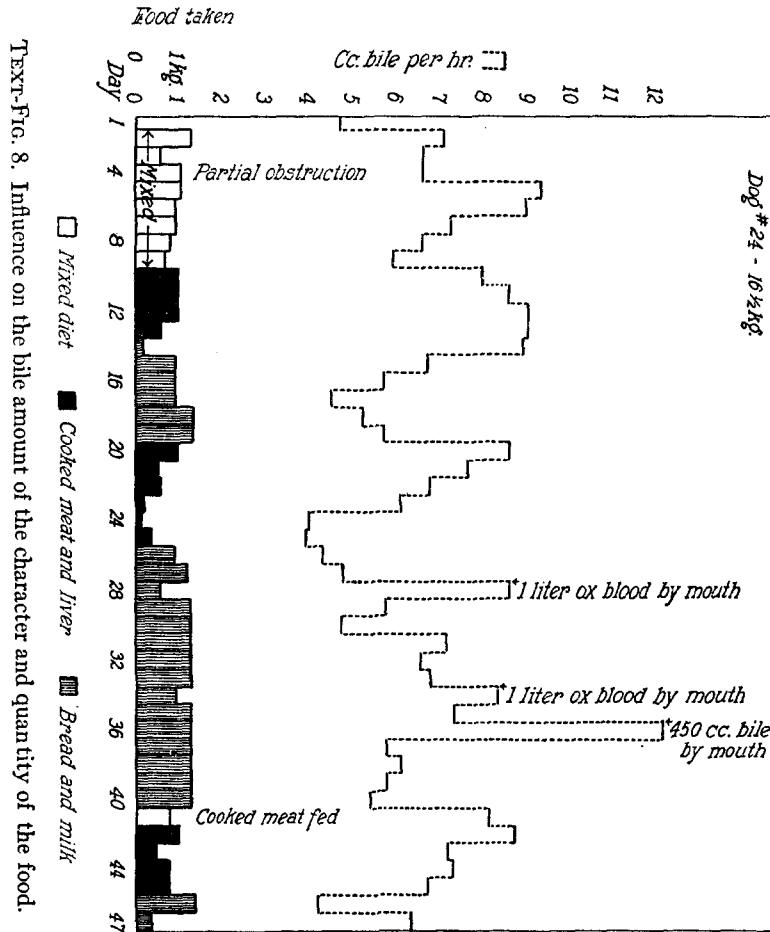 Food taken
Cc. bile per hr.
0 1 kg. 1 2 3 4 5 6 7 8 9 10 11 12
Day 0
Dog #24 - 16½ kg.
1
4
8
12
16
20
24
28
32
36
40
44
47
Mixed
Partial obstruction
1 liter ox blood by mouth
1 liter ox blood by mouth
450 cc. bile
by mouth
Cooked meat fed
Mixed diet
Cooked meat and liver
Bread and milk
TEXT-FIG. 8. Influence on the bile amount of the character and quantity of the food.